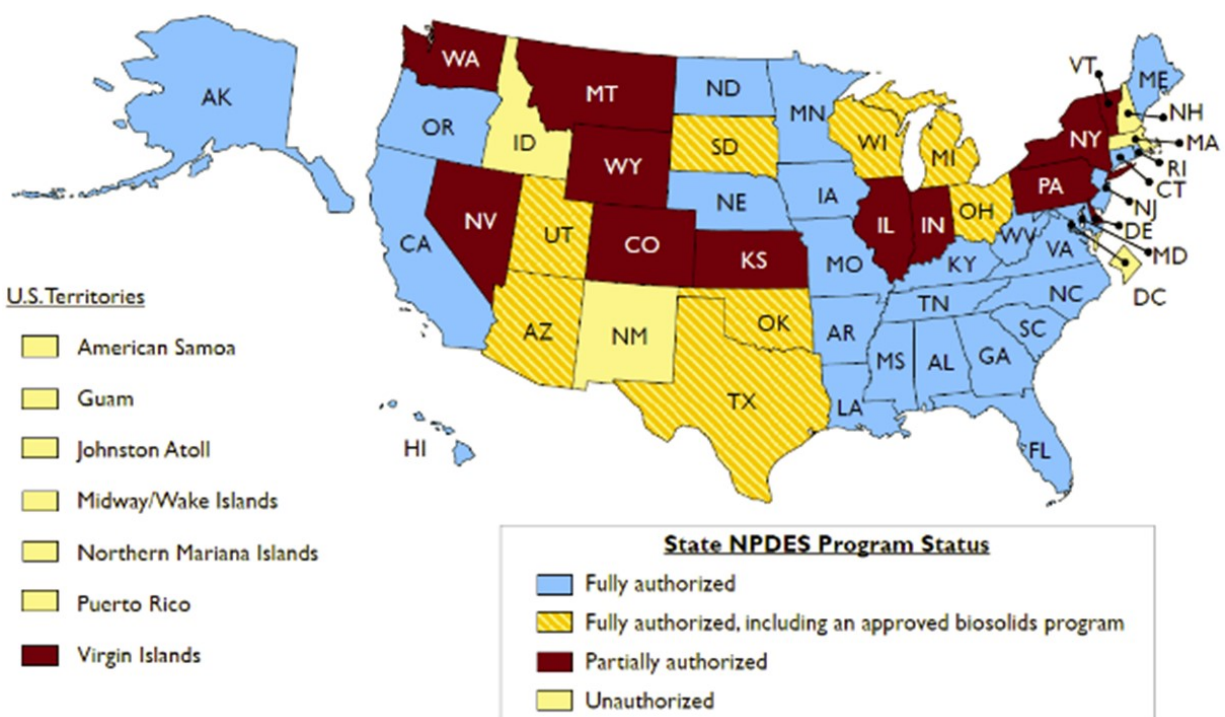 AK
WA
MT
ND
MN
VT
ME
OR
ID
SD
WI
MI
NY
NH
MA
WY
RI
CT
NE
IA
PA
NJ
NV
UT
CO
KS
IL
IN
OH
DE
MD
CA
MO
KY
WV
VA
DC
U.S. Territories
American Samoa
Guam
Johnston Atoll
Midway/Wake Islands
Northern Mariana Islands
Puerto Rico
Virgin Islands
AZ
NM
OK
TX
AR
TN
NC
SC
MS
AL
GA
LA
FL
HI
State NPDES Program Status
Fully authorized
Fully authorized, including an approved biosolids program
Partially authorized
Unauthorized